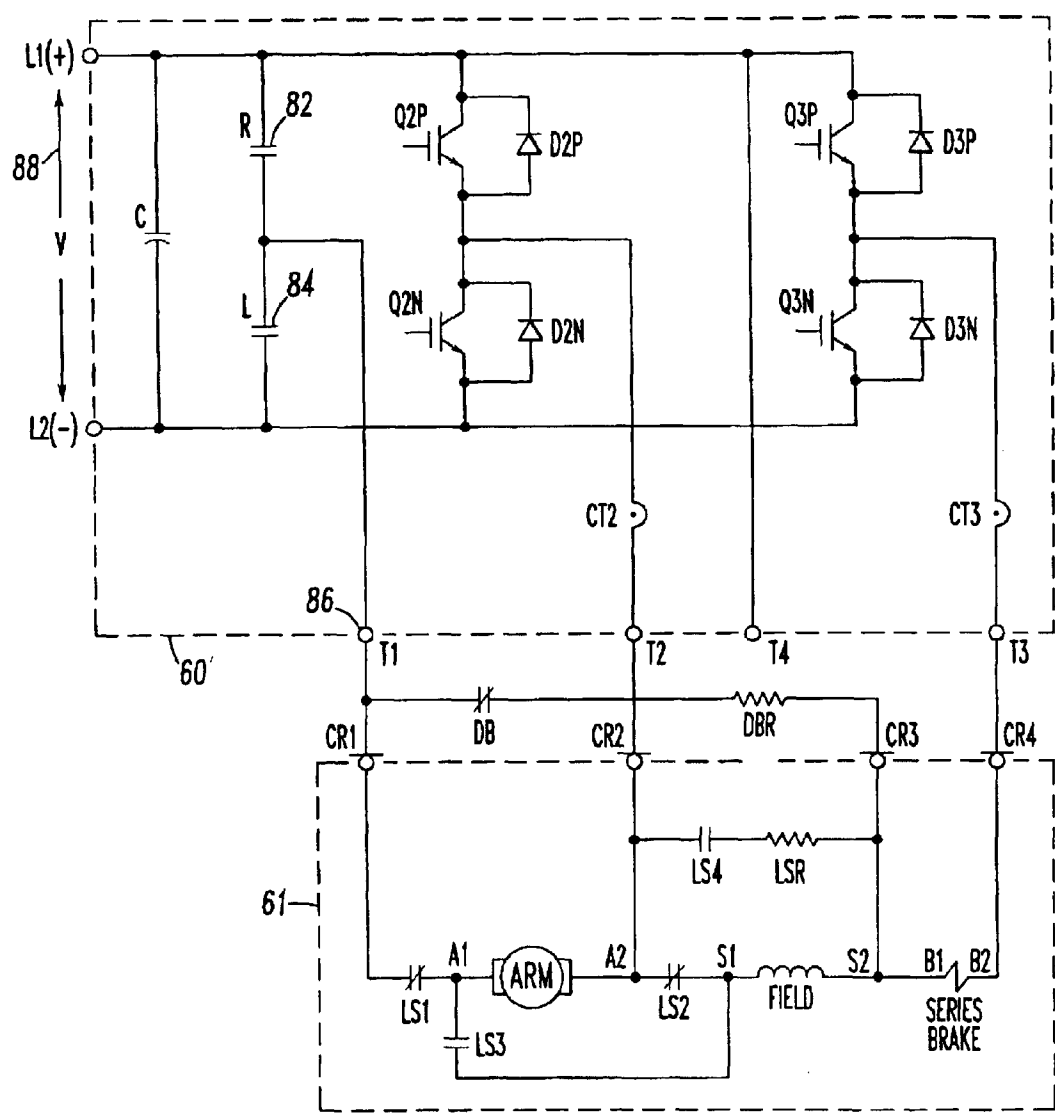 L1(+)
R
82
Q2P
D2P
Q3P
D3P
88
C
V
L
84
Q2N
D2N
Q3N
D3N
L2(-)
CT2
CT3
86
T1
T2
T4
T3
60'
DB
DBR
CR1
CR2
CR3
CR4
LS4
LSR
61
A1
ARM
A2
S1
S2
B1
B2
LS1
LS2
FIELD
SERIES
BRAKE
LS3